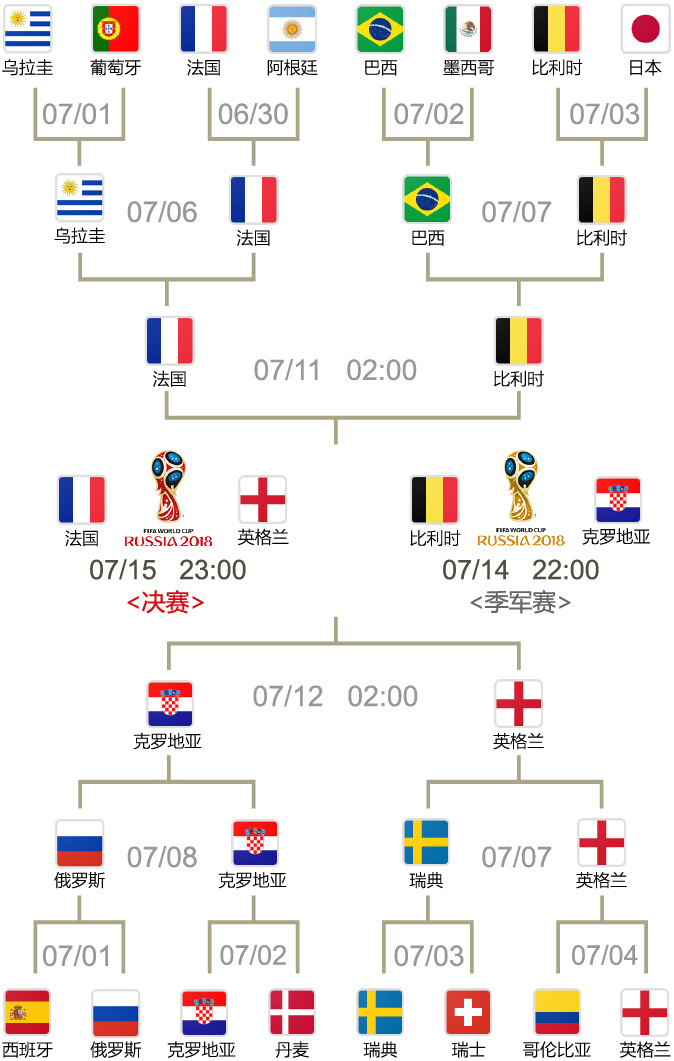 乌拉圭 葡萄牙 法国 阿根廷 巴西 墨西哥 比利时 日本
07/01 06/30 07/02 07/03
乌拉圭 07/06 法国 巴西 07/07 比利时
法国 07/11 02:00 比利时
FIFA WORLD CUP FIFA WORLD CUP
法国 RUSSIA 2018 英格兰 比利时 RUSSIA 2018 克罗地亚
07/15 23:00 07/14 22:00
<决赛> <季军赛>
07/12 02:00
克罗地亚 英格兰
俄罗斯 07/08 克罗地亚 瑞典 07/07 英格兰
07/01 07/02 07/03 07/04
西班牙 俄罗斯 克罗地亚 丹麦 瑞典 瑞士 哥伦比亚 英格兰